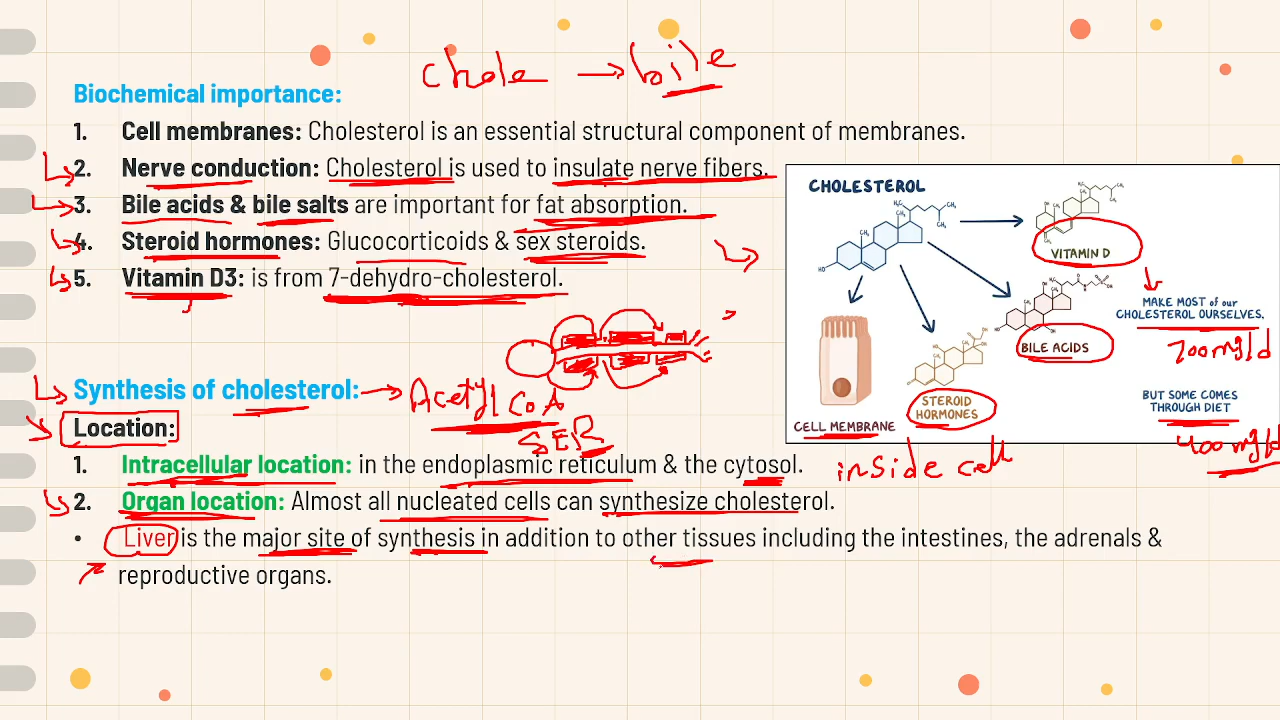 chole → bile
Biochemical importance:
1. Cell membranes: Cholesterol is an essential structural component of membranes.
2. Nerve conduction: Cholesterol is used to insulate nerve fibers.
3. Bile acids & bile salts are important for fat absorption.
4. Steroid hormones: Glucocorticoids & sex steroids.
5. Vitamin D3: is from 7-dehydro-cholesterol.
CHOLESTEROL
VITAMIN D
MAKE MOST of our
CHOLESTEROL OURSELVES.
700mg/d
BILE ACIDS
BUT SOME COMES
THROUGH DIET
400mg/d
STEROID
HORMONES
CELL MEMBRANE
inside cell
Synthesis of cholesterol: → Acetyl CoA
SER
Location:
1. Intracellular location: in the endoplasmic reticulum & the cytosol.
2. Organ location: Almost all nucleated cells can synthesize cholesterol.
• Liver is the major site of synthesis in addition to other tissues including the intestines, the adrenals &
reproductive organs.